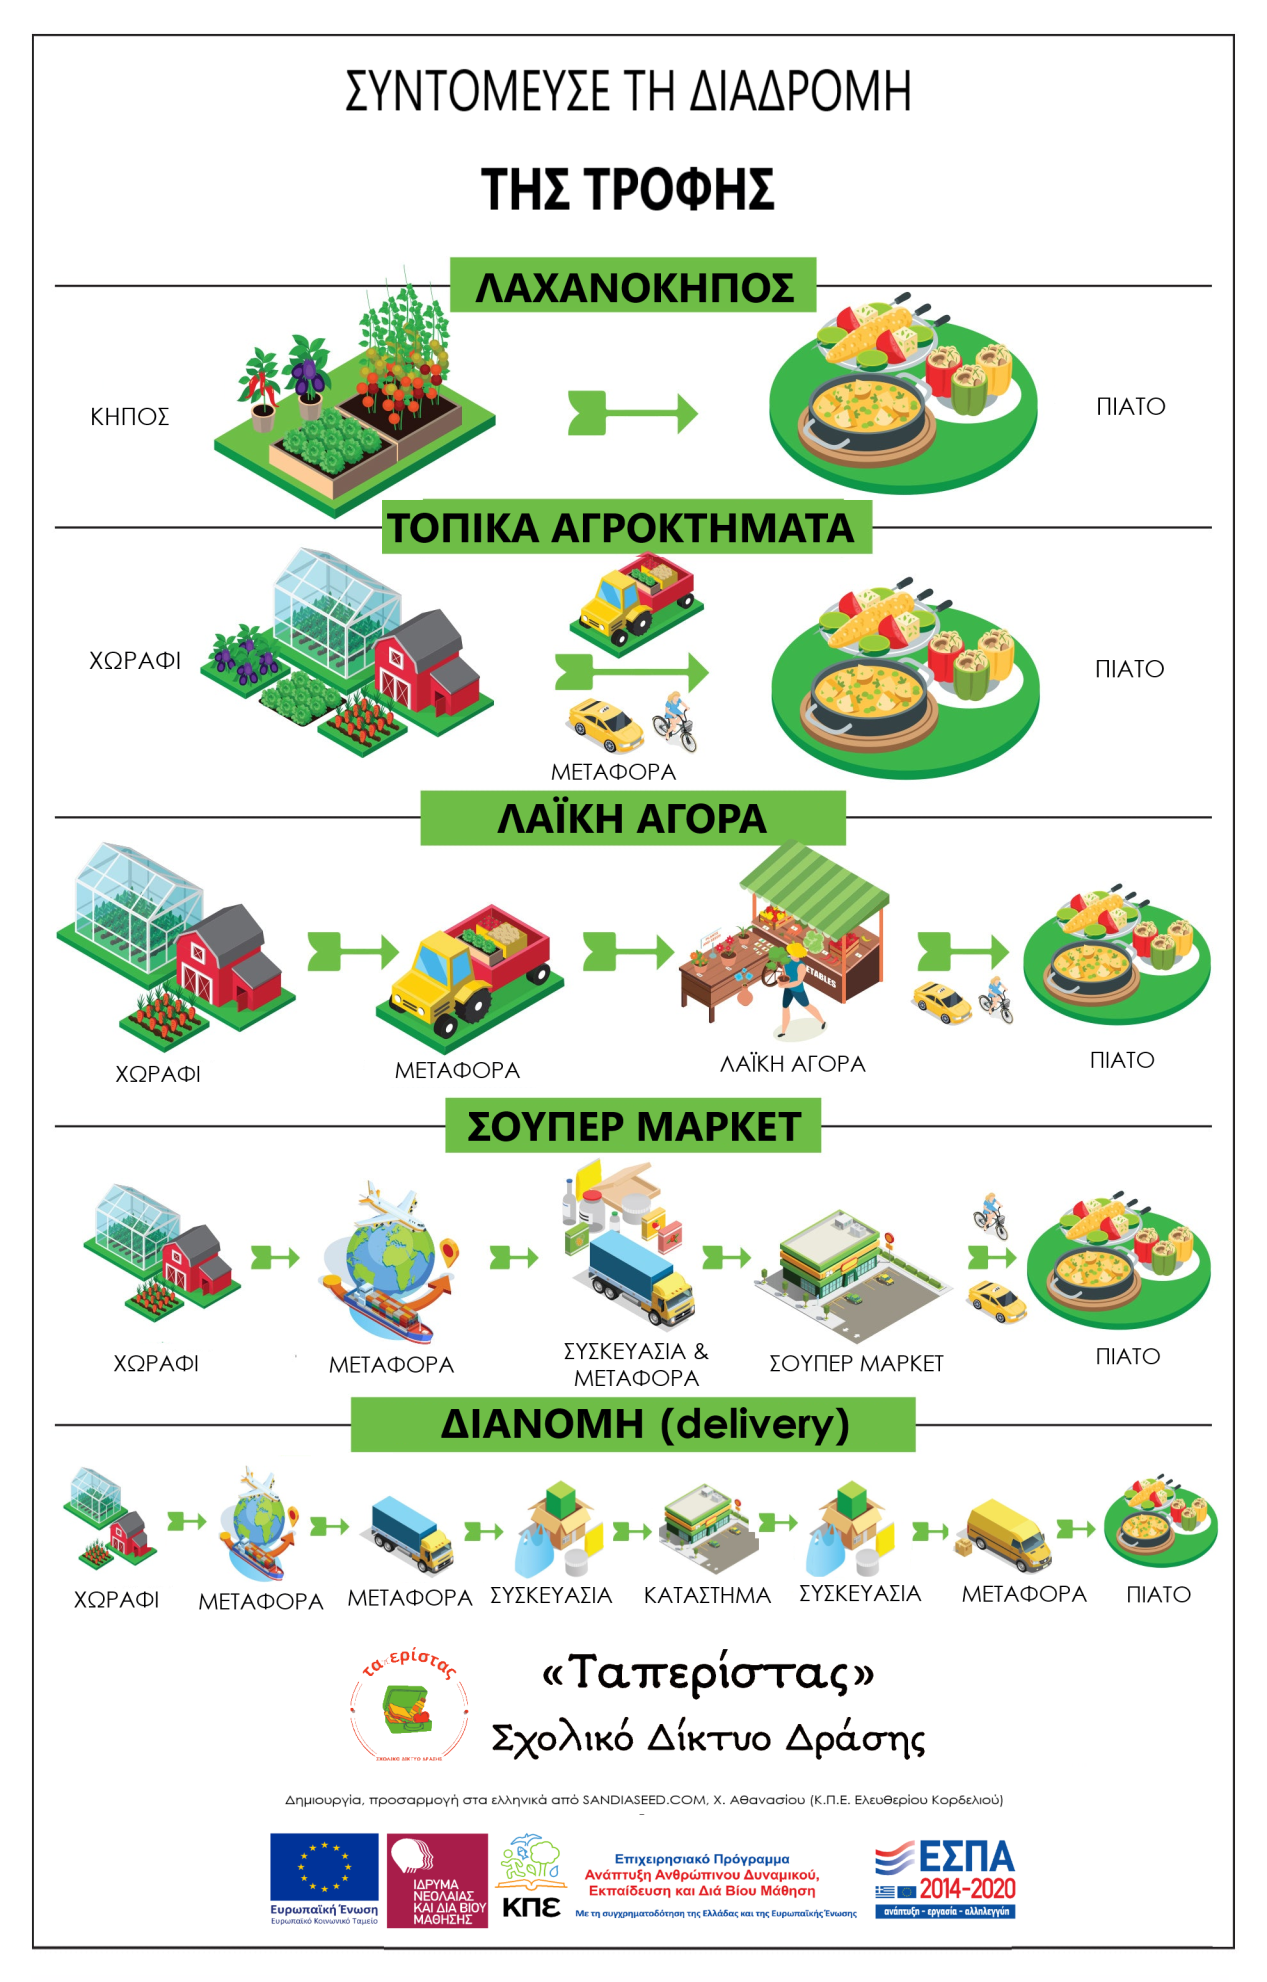 ΣΥΝΤΟΜΕΥΣΕ ΤΗ ΔΙΑΔΡΟΜΗ
ΤΗΣ ΤΡΟΦΗΣ
ΛΑΧΑΝΟΚΗΠΟΣ
ΚΗΠΟΣ
ΠΙΑΤΟ
ΤΟΠΙΚΑ ΑΓΡΟΚΤΗΜΑΤΑ
ΧΩΡΑΦΙ
ΜΕΤΑΦΟΡΑ
ΠΙΑΤΟ
ΛΑΪΚΗ ΑΓΟΡΑ
ETABLES
ΧΩΡΑΦΙ
ΜΕΤΑΦΟΡΑ
ΛΑΪΚΗ ΑΓΟΡΑ
ΠΙΑΤΟ
ΣΟΥΠΕΡ ΜΑΡΚΕΤ
ΧΩΡΑΦΙ
ΜΕΤΑΦΟΡΑ
ΣΥΣΚΕΥΑΣΙΑ &
ΜΕΤΑΦΟΡΑ
ΣΟΥΠΕΡ ΜΑΡΚΕΤ
ΠΙΑΤΟ
ΔΙΑΝΟΜΗ (delivery)
ΧΩΡΑΦΙ
ΜΕΤΑΦΟΡΑ
ΜΕΤΑΦΟΡΑ
ΣΥΣΚΕΥΑΣΙΑ
ΚΑΤΑΣΤΗΜΑ
ΣΥΣΚΕΥΑΣΙΑ
ΜΕΤΑΦΟΡΑ
ΠΙΑΤΟ
ταπερίστας
ΣΧΟΛΙΚΟ ΔΙΚΤΥΟ ΔΡΑΣΗΣ
«Ταπερίστας»
Σχολικό Δίκτυο Δράσης
Δημιουργία, προσαρμογή στα ελληνικά από SANDIASEED.COM, Χ. Αθανασίου (Κ.Π.Ε. Ελευθερίου Κορδελιού)
Ευρωπαϊκή Ένωση
Ευρωπαϊκό Κοινωνικό Ταμείο
ΙΔΡΥΜΑ
ΝΕΟΛΑΙΑΣ
ΚΑΙ ΔΙΑ ΒΙΟΥ
ΜΑΘΗΣΗΣ
ΚΠΕ
Επιχειρησιακό Πρόγραμμα
Ανάπτυξη Ανθρώπινου Δυναμικού,
Εκπαίδευση και Διά Βίου Μάθηση
Με τη συγχρηματοδότηση της Ελλάδας και της Ευρωπαϊκής Ένωσης
ΕΣΠΑ
2014-2020
ανάπτυξη - εργασία - αλληλεγγύη